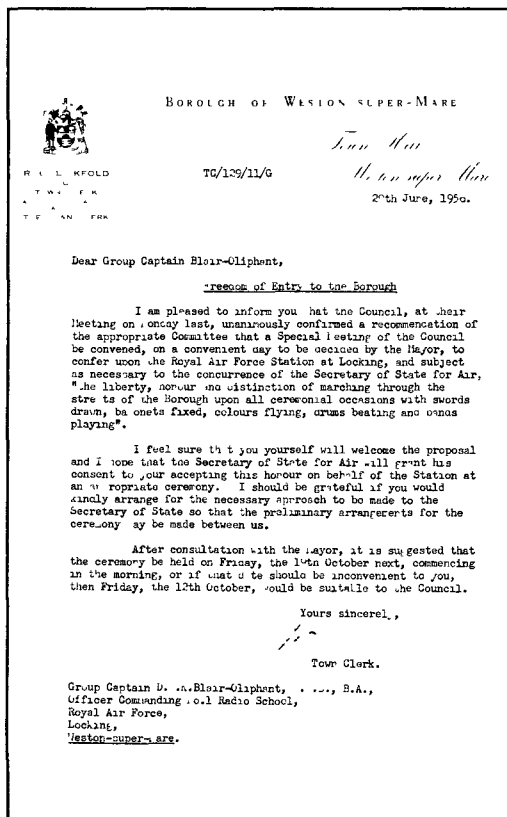 BOROUGH OF WESTON SUPER-MARE
Town
Weston super Mare
TC/129/11/G
June, 1956.
Dear Group Captain Blair-Oliphant,
Freedom of Entry to the Borough
I am pleased to inform you that the Council, at their
Meeting on Monday last, unanimously confirmed a recommendation of
the appropriate Committee that a Special Meeting of the Council
be convened, on a convenient day to be decided by the Mayor, to
confer upon the Royal Air Force Station at Locking, and subject
as necessary to the concurrence of the Secretary of State for Air,
"the liberty, honour and distinction of marching through the
streets of the Borough upon all ceremonial occasions with swords
drawn, bayonets fixed, colours flying, drums beating and bands
playing".
I feel sure that you yourself will welcome the proposal
and I hope that the Secretary of State for Air will grant his
consent to your accepting this honour on behalf of the Station at
an appropriate ceremony. I should be grateful if you would
kindly arrange for the necessary approach to be made to the
Secretary of State so that the preliminary arrangements for the
ceremony may be made between us.
After consultation with the Mayor, it is suggested that
the ceremony be held on Friday, the October next, commencing
in the morning, or if that date should be inconvenient to you,
then Friday, the 12th October, would be suitable to the Council.
Yours sincerely,
Town Clerk.
Group Captain Blair-Oliphant, B.A.,
Officer Commanding Radio School,
Royal Air Force,
Locking,
Weston-super-Mare.